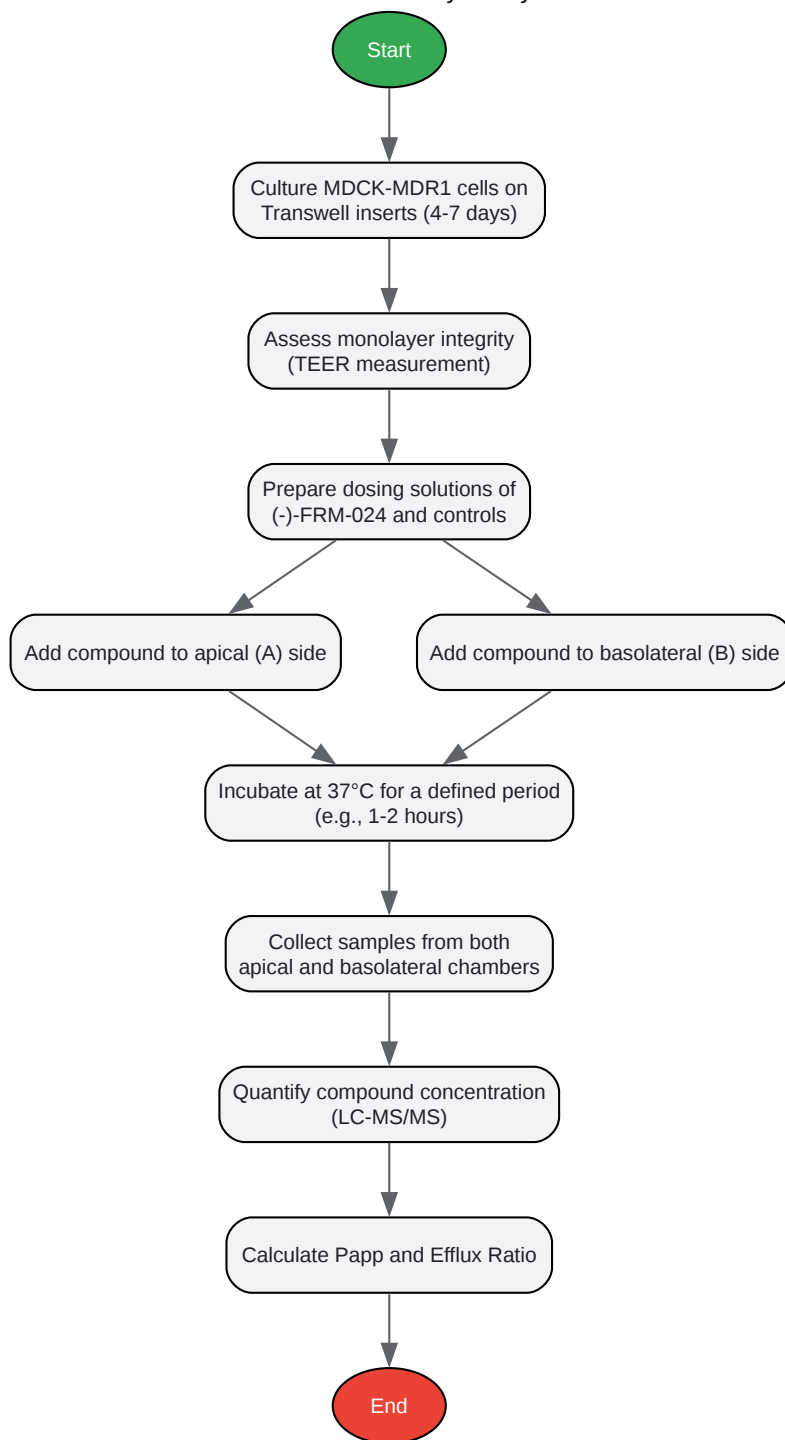 Start
Culture MDCK-MDR1 cells on
Transwell inserts (4-7 days)
Assess monolayer integrity
(TEER measurement)
Prepare dosing solutions of
(-)-FRM-024 and controls
Add compound to apical (A) side
Add compound to basolateral (B) side
Incubate at 37°C for a defined period
(e.g., 1-2 hours)
Collect samples from both
apical and basolateral chambers
Quantify compound concentration
(LC-MS/MS)
Calculate Papp and Efflux Ratio
End